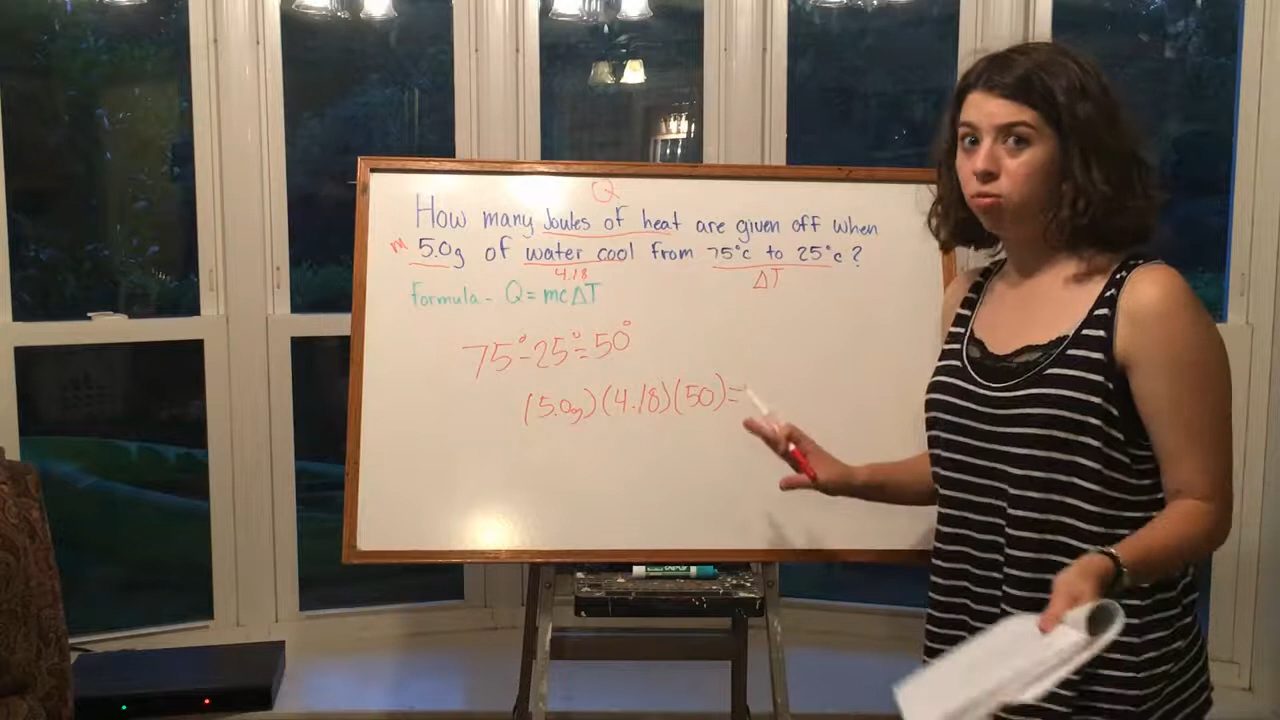 Q
How many Joules of heat are given off when
m 5.0g of water cool from 75°c to 25°c?
4.18 ΔT
Formula - Q = mcΔT
75° - 25° = 50°
(5.0g)(4.18)(50) =
EXPO